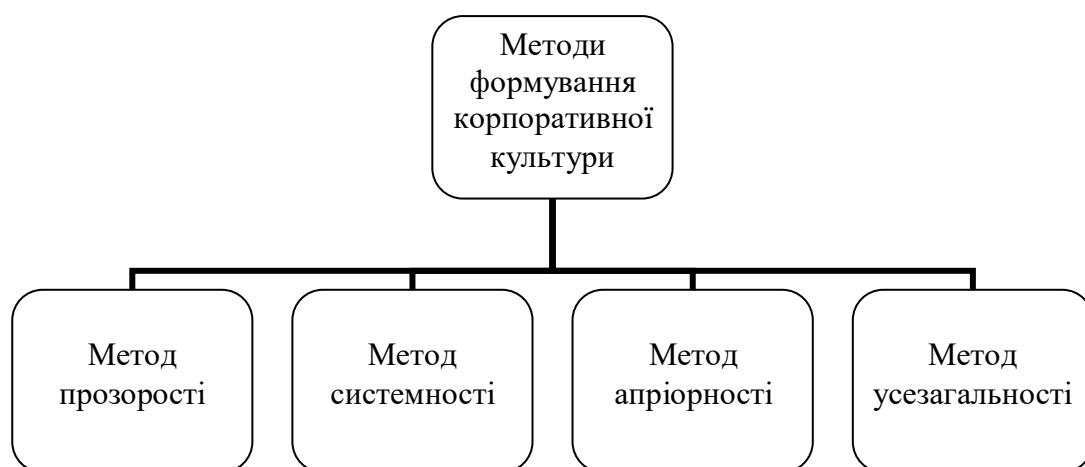 Методи
формування
корпоративної
культури
Метод
прозорості
Метод
системності
Метод
апріорності
Метод
усезагальності